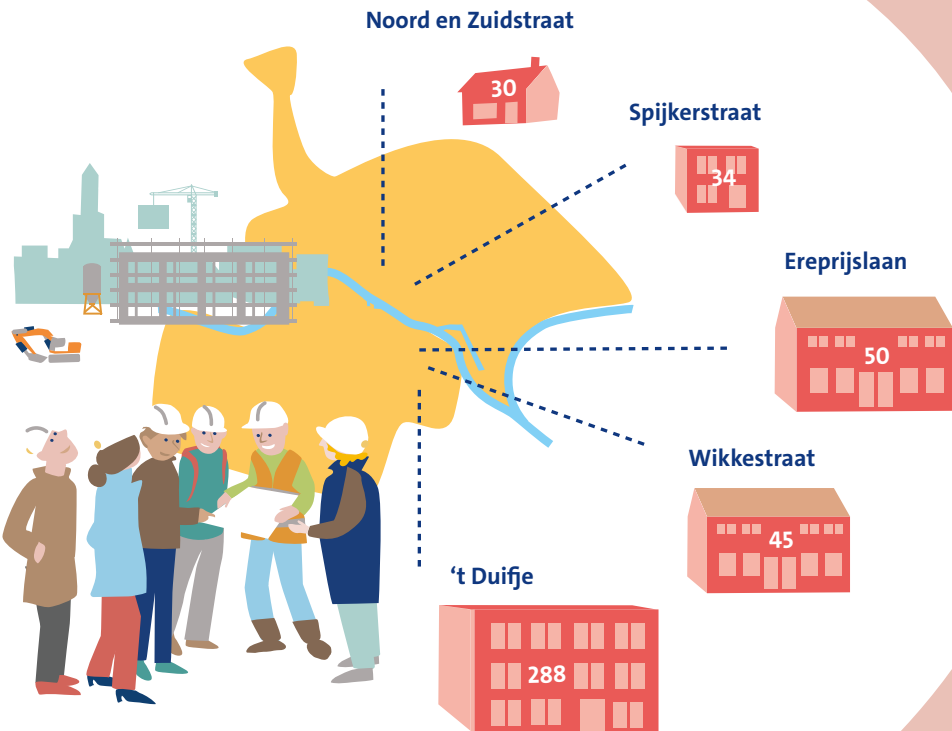 Noord en Zuidstraat
30
Spijkerstraat
34
Ereprijslaan
50
Wikkestraat
45
‘t Duifje
288